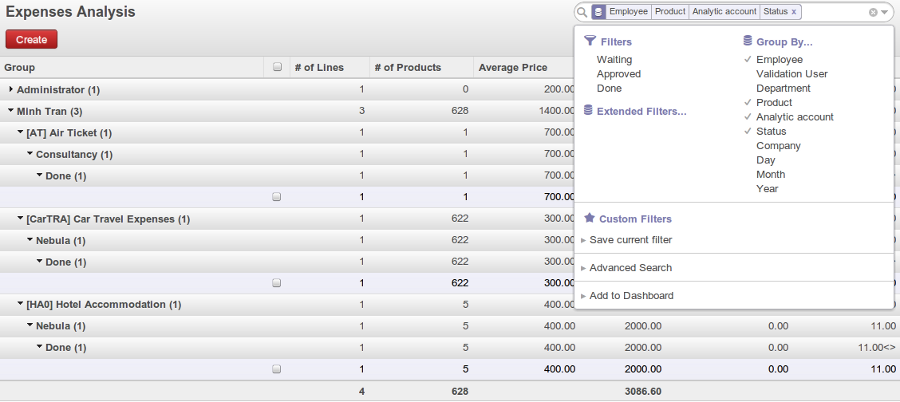 Expenses Analysis
Employee Product Analytic account Status x
Create
Group # of Lines # of Products Average Price
Administrator (1) 1 0 200.00
Minh Tran (3) 3 628 1400.00
[AT] Air Ticket (1) 1 1 700.00
Consultancy (1) 1 1 700.00
Done (1) 1 1 700.00
1 1 700.00
[CarTRA] Car Travel Expenses (1) 1 622 300.00
Nebula (1) 1 622 300.00
Done (1) 1 622 300.00
1 622 300.00
[HA0] Hotel Accommodation (1) 1 5 400.00
Nebula (1) 1 5 400.00 2000.00 0.00 11.00
Done (1) 1 5 400.00 2000.00 0.00 11.00<>
1 5 400.00 2000.00 0.00 11.00
4 628 3086.60
Filters
Waiting
Approved
Done
Extended Filters...
Group By...
Employee
Validation User
Department
Product
Analytic account
Status
Company
Day
Month
Year
Custom Filters
Save current filter
Advanced Search
Add to Dashboard